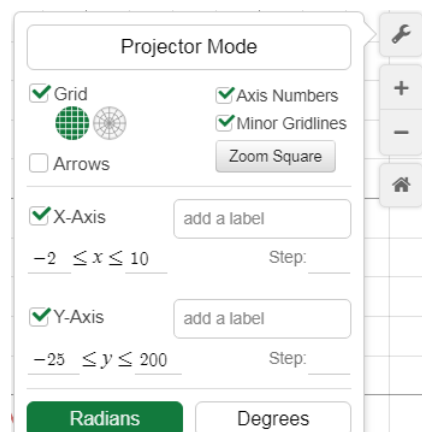 Projector Mode
Grid
Axis Numbers
Minor Gridlines
Arrows
Zoom Square
X-Axis add a label
−2 ≤ x ≤ 10 Step:
Y-Axis add a label
−25 ≤ y ≤ 200 Step:
Radians Degrees